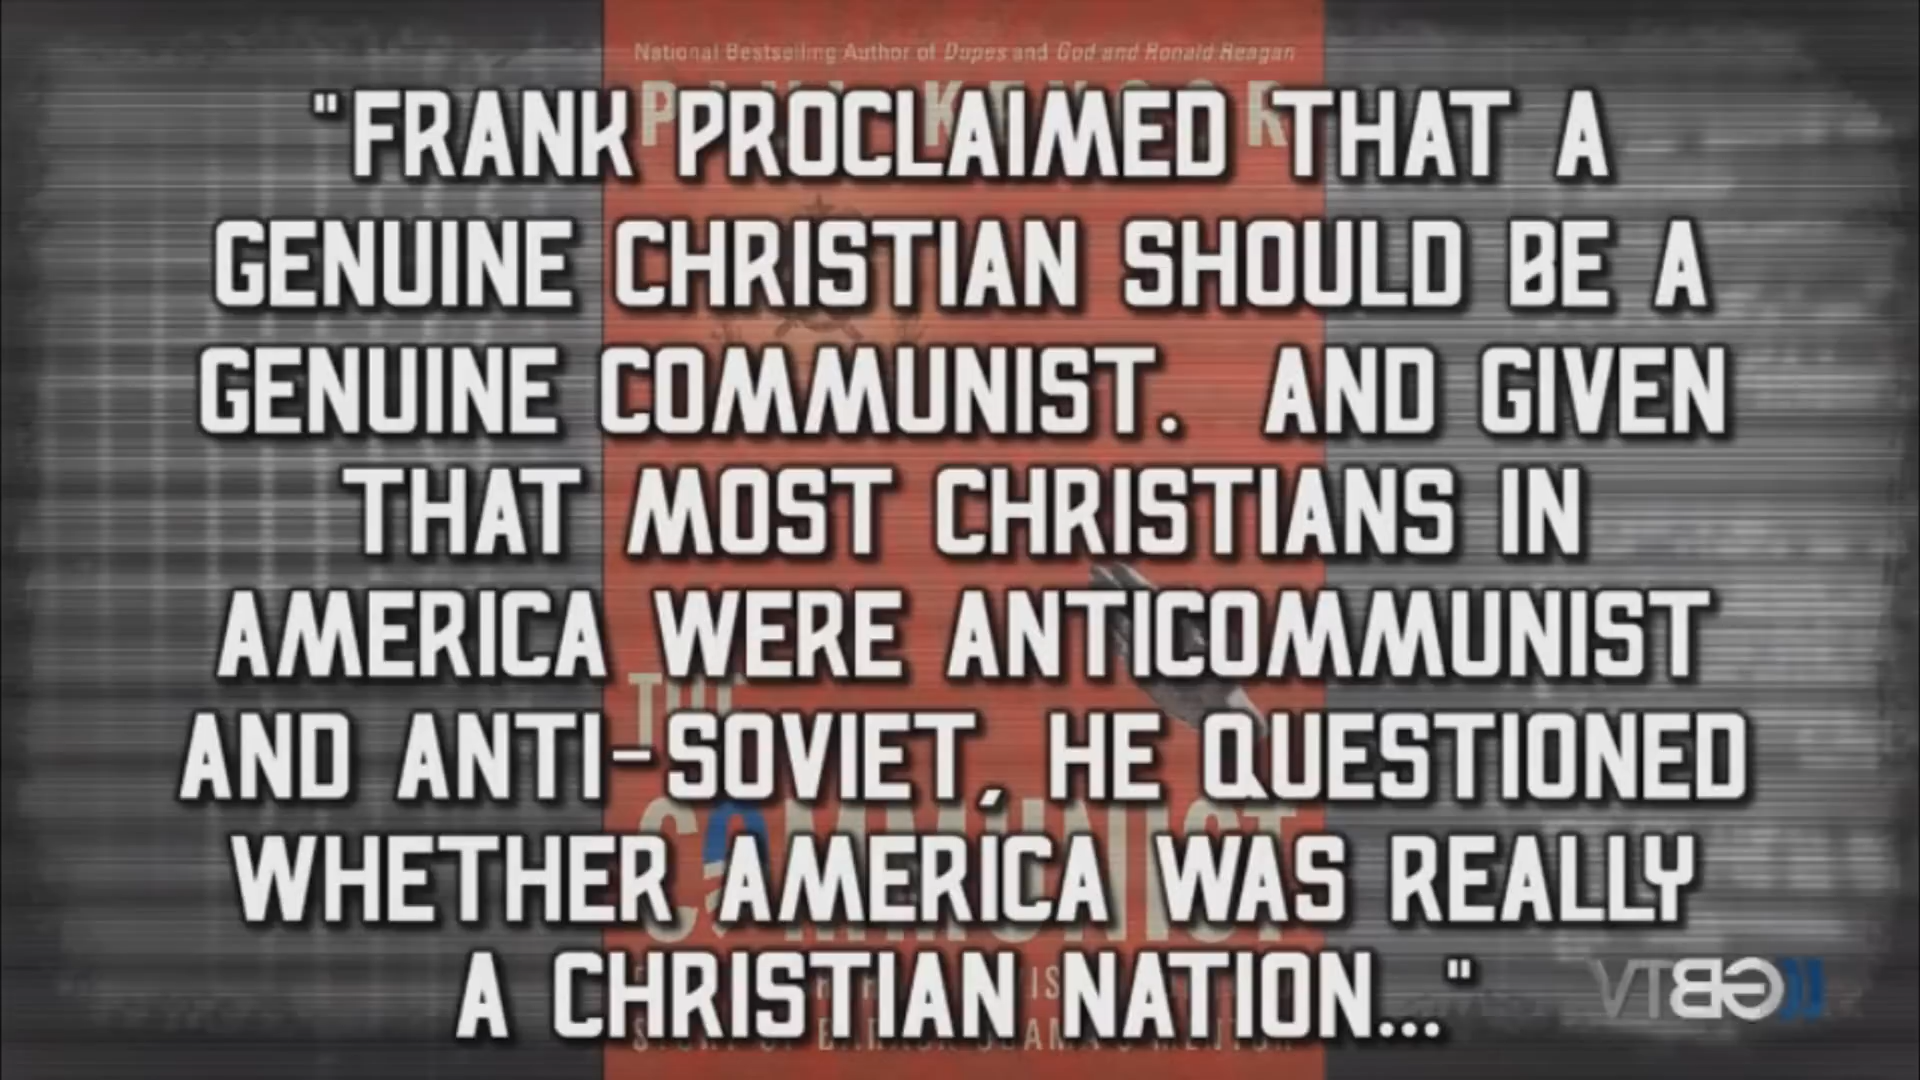 National Bestselling Author of Dupes and God and Ronald Reagan
"FRANK PROCLAIMED THAT A
GENUINE CHRISTIAN SHOULD BE A
GENUINE COMMUNIST. AND GIVEN
THAT MOST CHRISTIANS IN
AMERICA WERE ANTICOMMUNIST
AND ANTI-SOVIET, HE QUESTIONED
WHETHER AMERICA WAS REALLY
A CHRISTIAN NATION..."
COMMUNIST
GBTV